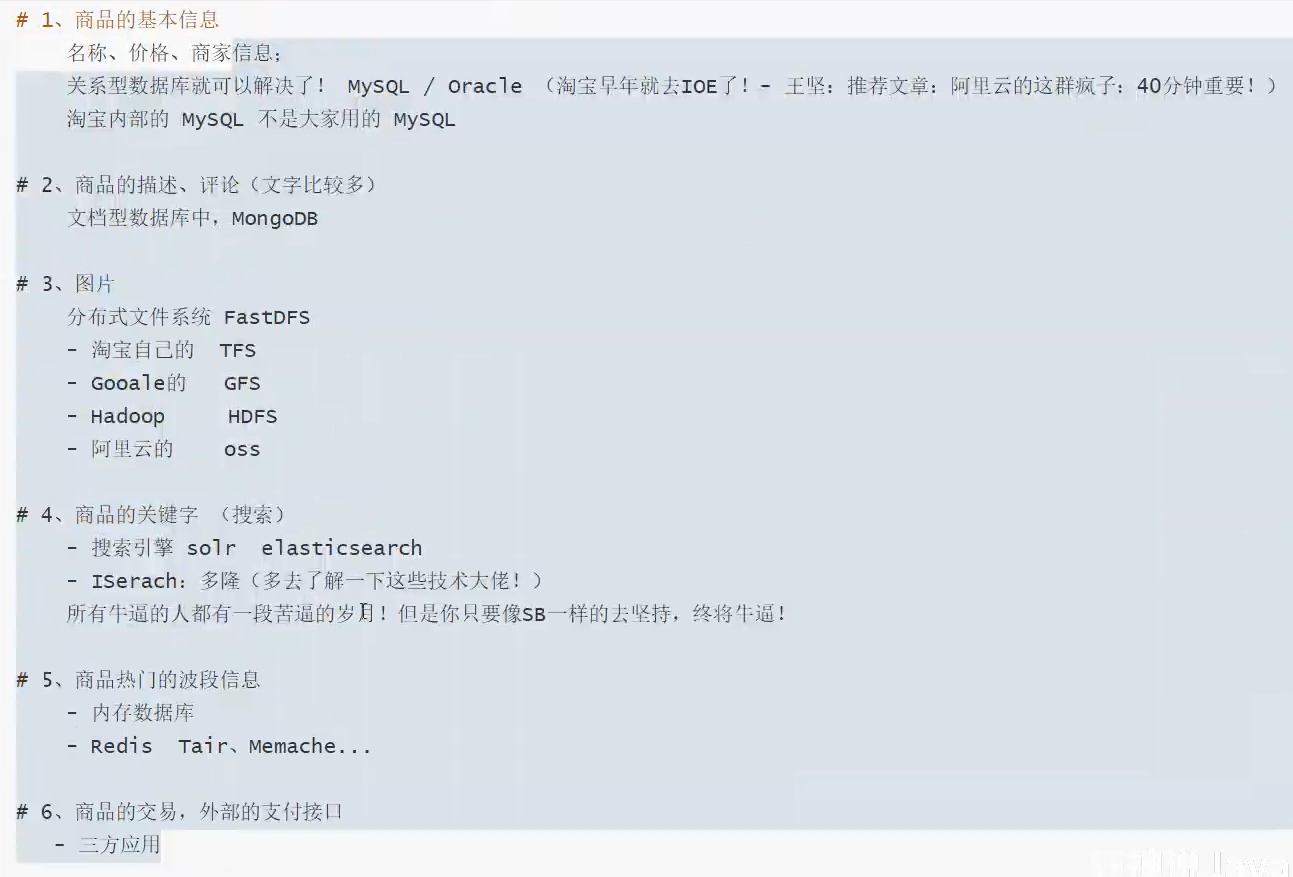 # 1、商品的基本信息
名称、价格、商家信息;
关系型数据库就可以解决了! MySQL / Oracle （淘宝早年就去IOE了!- 王坚: 推荐文章: 阿里云的这群疯子: 40分钟重要! ）
淘宝内部的 MySQL 不是大家用的 MySQL
# 2、商品的描述、评论（文字比较多）
文档型数据库中, MongoDB
# 3、图片
分布式文件系统 FastDFS
- 淘宝自己的 TFS
- Gooale的 GFS
- Hadoop HDFS
- 阿里云的 oss
# 4、商品的关键字 （搜索）
- 搜索引擎 solr elasticsearch
- ISerach: 多隆（多去了解一下这些技术大佬! ）
所有牛逼的人都有一段苦逼的岁月! 但是你只要像SB一样的去坚持, 终将牛逼!
# 5、商品热门的波段信息
- 内存数据库
- Redis Tair、Memache...
# 6、商品的交易, 外部的支付接口
- 三方应用